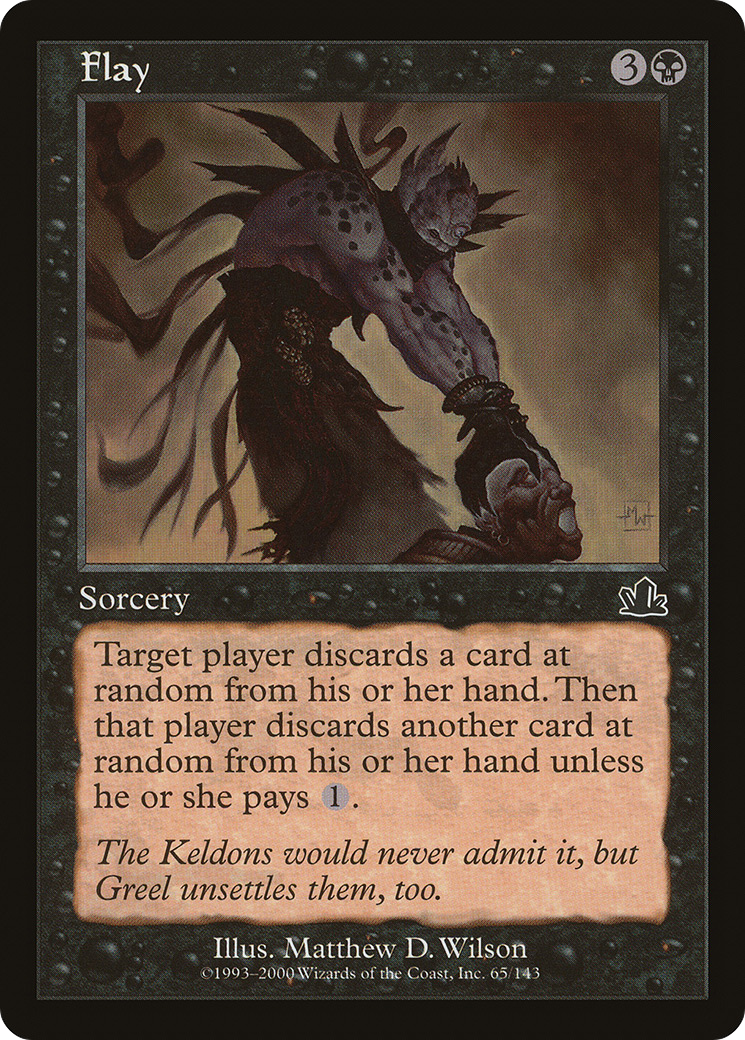 Flay 3
MW
Sorcery
Target player discards a card at
random from his or her hand. Then
that player discards another card at
random from his or her hand unless
he or she pays 1.
The Keldons would never admit it, but
Greel unsettles them, too.
Illus. Matthew D. Wilson
©1993–2000 Wizards of the Coast, Inc. 65/143